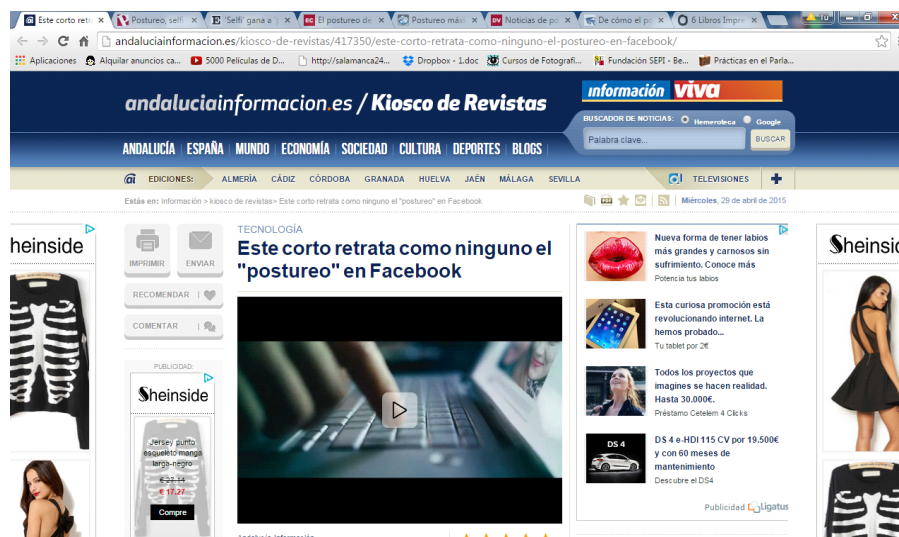 Este corto retr
Postureo, selfi
'Selfi' gana a 'p
El postureo de
Postureo más
Noticias de po
De cómo el po
6 Libros Impre
andaluciainformacion.es/kiosco-de-revistas/417350/este-corto-retrata-como-ninguno-el-postureo-en-facebook/
Aplicaciones
Alquilar anuncios ca...
5000 Películas de D...
http://salamanca24...
Dropbox - 1.doc
Cursos de Fotografí...
Fundación SEPI - Be...
Prácticas en el Parla...
andaluciainformacion.es / Kiosco de Revistas
información viva
BUSCADOR DE NOTICIAS: Hemeroteca Google
Palabra clave...
BUSCAR
ANDALUCÍA | ESPAÑA | MUNDO | ECONOMÍA | SOCIEDAD | CULTURA | DEPORTES | BLOGS
EDICIONES: ALMERÍA CÁDIZ CÓRDOBA GRANADA HUELVA JAÉN MÁLAGA SEVILLA
TELEVISIONES
Estás en: Información > kiosco de revistas> Este corto retrata como ninguno el "postureo" en Facebook
Miércoles, 29 de abril de 2015
heinside
IMPRIMIR
ENVIAR
RECOMENDAR
COMENTAR
PUBLICIDAD:
Sheinside
Jersey punto
esqueleto manga
larga-negro
€ 27,14
€ 17,27
Compre
TECNOLOGÍA
Este corto retrata como ninguno el
"postureo" en Facebook
Andalucía Información
Nueva forma de tener labios
más grandes y carnosos sin
sufrimiento. Conoce más
Potencia tus labios
Esta curiosa promoción está
revolucionando internet. La
hemos probado...
Tu tablet por 2€
Todos los proyectos que
imagines se hacen realidad.
Hasta 30.000€.
Préstamo Cetelem 4 Clicks
DS 4
DS 4 e-HDI 115 CV por 19.500€
y con 60 meses de
mantenimiento
Descubre el DS4
Publicidad Ligatus
Sheinsic